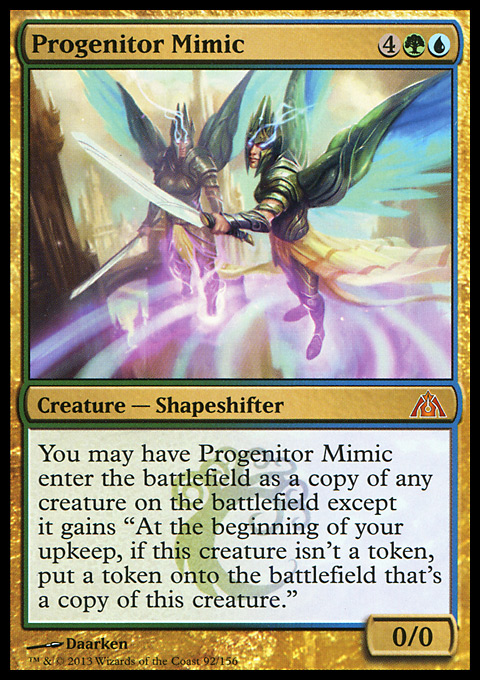 Progenitor Mimic 4
Creature — Shapeshifter
You may have Progenitor Mimic
enter the battlefield as a copy of any
creature on the battlefield except
it gains “At the beginning of your
upkeep, if this creature isn’t a token,
put a token onto the battlefield that’s
a copy of this creature.”
Daarken
™ & © 2013 Wizards of the Coast 92/156
0/0